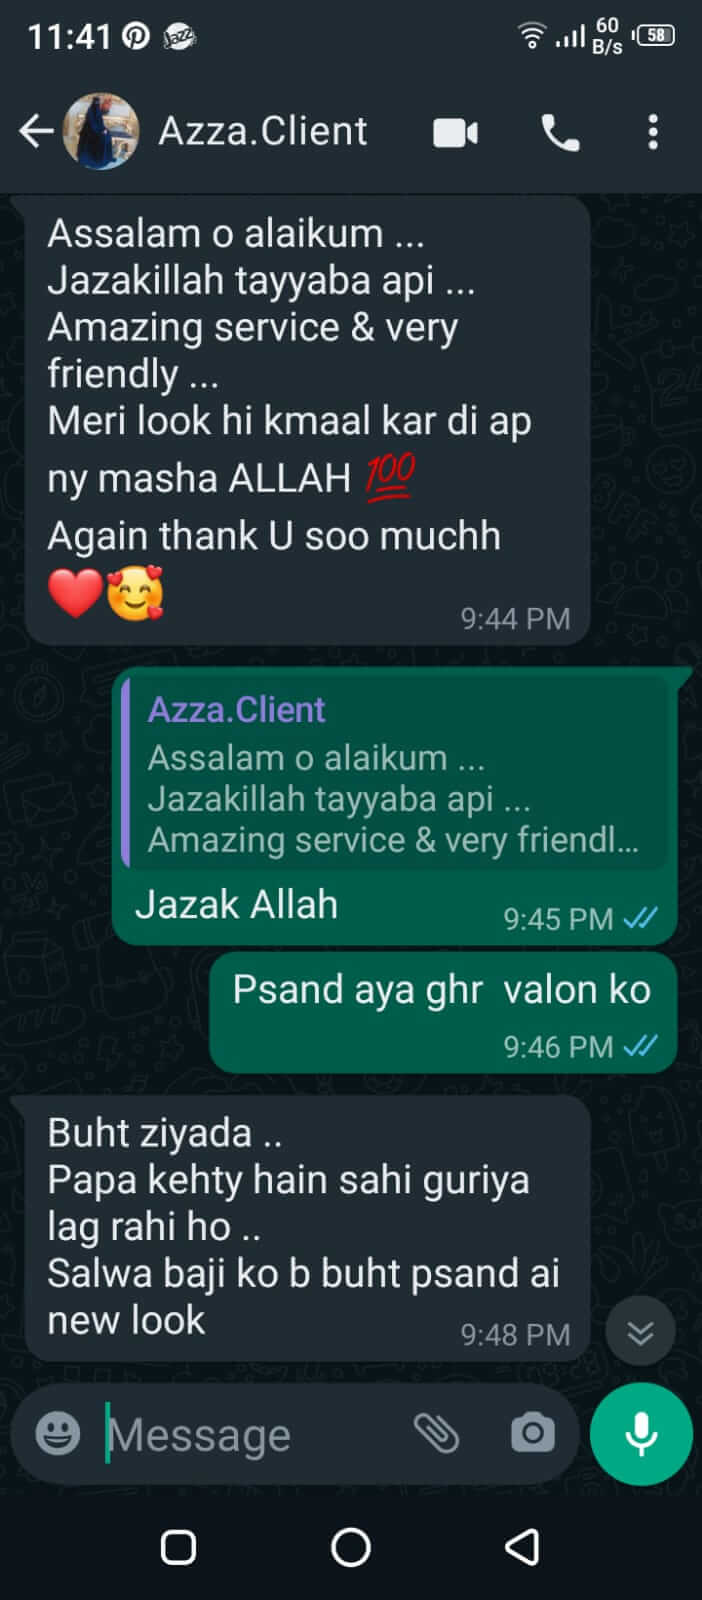 11:41
Jazz
60
B/s
58
Azza.Client
Assalam o alaikum ...
Jazakillah tayyaba api ...
Amazing service & very
friendly ...
Meri look hi kmaal kar di ap
ny masha ALLAH 💯
Again thank U soo muchh
❤️🥰
9:44 PM
Azza.Client
Assalam o alaikum ...
Jazakillah tayyaba api ...
Amazing service & very friendl...
Jazak Allah
9:45 PM
Psand aya ghr  valon ko
9:46 PM
Buht ziyada ..
Papa kehty hain sahi guriya
lag rahi ho ..
Salwa baji ko b buht psand ai
new look
9:48 PM
Message